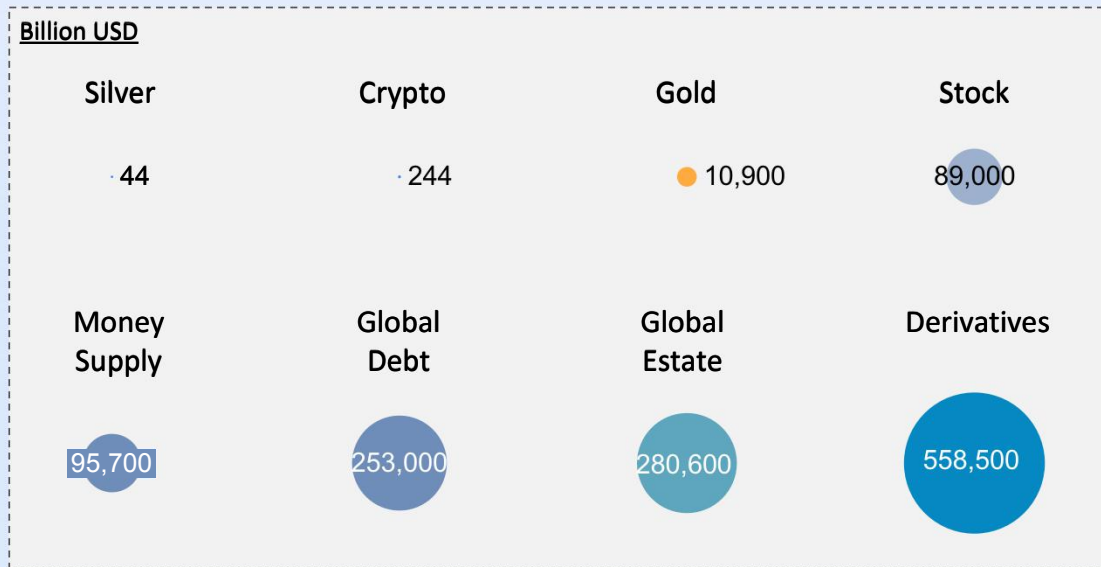 Billion USD
Silver
Crypto
Gold
Stock
44
244
10,900
89,000
Money
Supply
Global
Debt
Global
Estate
Derivatives
95,700
253,000
280,600
558,500